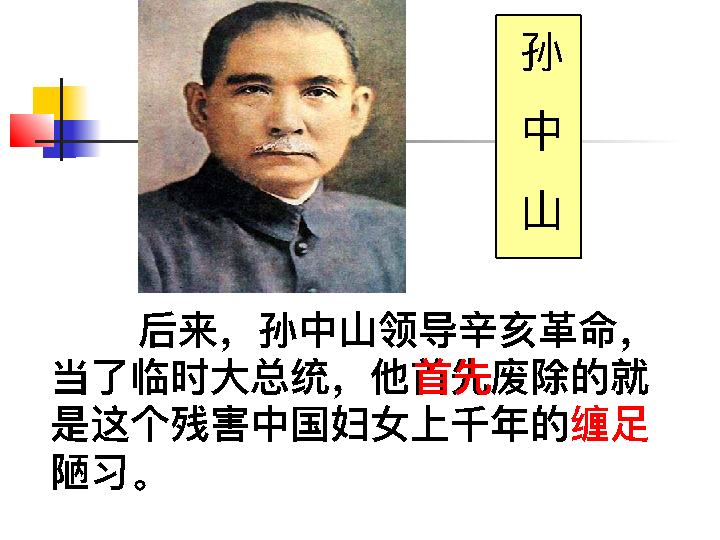 孙
中
山
后来，孙中山领导辛亥革命，
当了临时大总统，他首先废除的就
是这个残害中国妇女上千年的缠足
陋习。